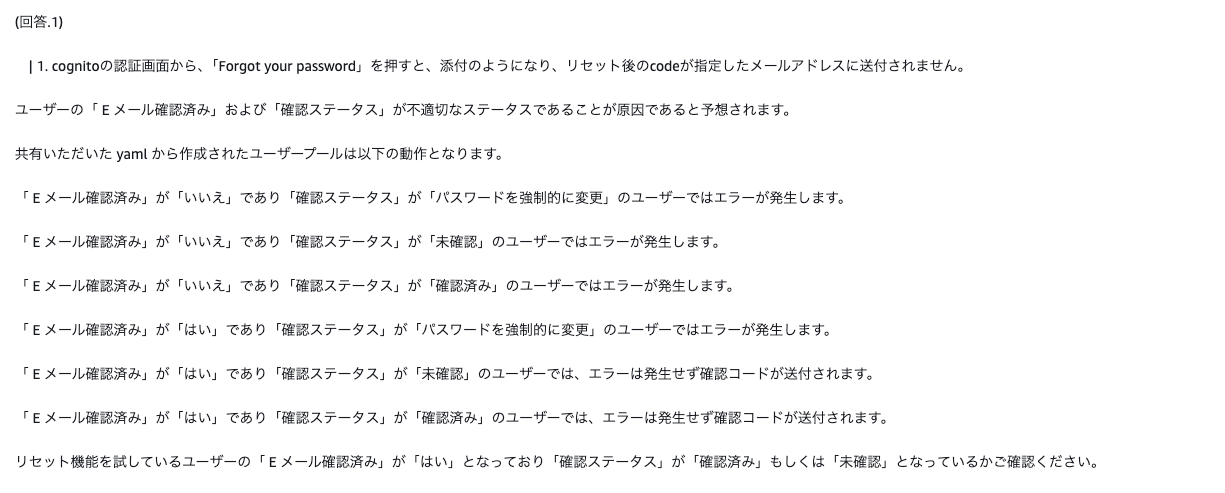 (回答.1)
| 1. cognitoの認証画面から、「Forgot your password」を押すと、添付のようになり、リセット後のcodeが指定したメールアドレスに送付されません。
ユーザーの「 E メール確認済み」および「確認ステータス」が不適切なステータスであることが原因であると予想されます。
共有いただいた yaml から作成されたユーザープールは以下の動作となります。
「 E メール確認済み」が「いいえ」であり「確認ステータス」が「パスワードを強制的に変更」のユーザーではエラーが発生します。
「 E メール確認済み」が「いいえ」であり「確認ステータス」が「未確認」のユーザーではエラーが発生します。
「 E メール確認済み」が「いいえ」であり「確認ステータス」が「確認済み」のユーザーではエラーが発生します。
「 E メール確認済み」が「はい」であり「確認ステータス」が「パスワードを強制的に変更」のユーザーではエラーが発生します。
「 E メール確認済み」が「はい」であり「確認ステータス」が「未確認」のユーザーでは、エラーは発生せず確認コードが送付されます。
「 E メール確認済み」が「はい」であり「確認ステータス」が「確認済み」のユーザーでは、エラーは発生せず確認コードが送付されます。
リセット機能を試しているユーザーの「 E メール確認済み」が「はい」となっており「確認ステータス」が「確認済み」もしくは「未確認」となっているかご確認ください。